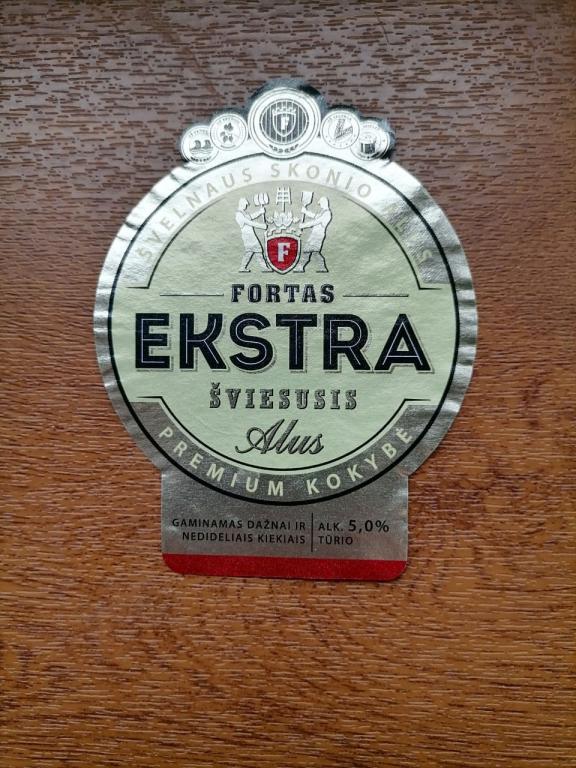 ŠVELNAUS SKONIO ALUS
F
F
FORTAS
EKSTRA
ŠVIESUSIS
Alus
PREMIUM KOKYBĖ
GAMINAMAS DAŽNAI IR
NEDIDELIAIS KIEKIAIS
ALK. 5,0%
TŪRIO